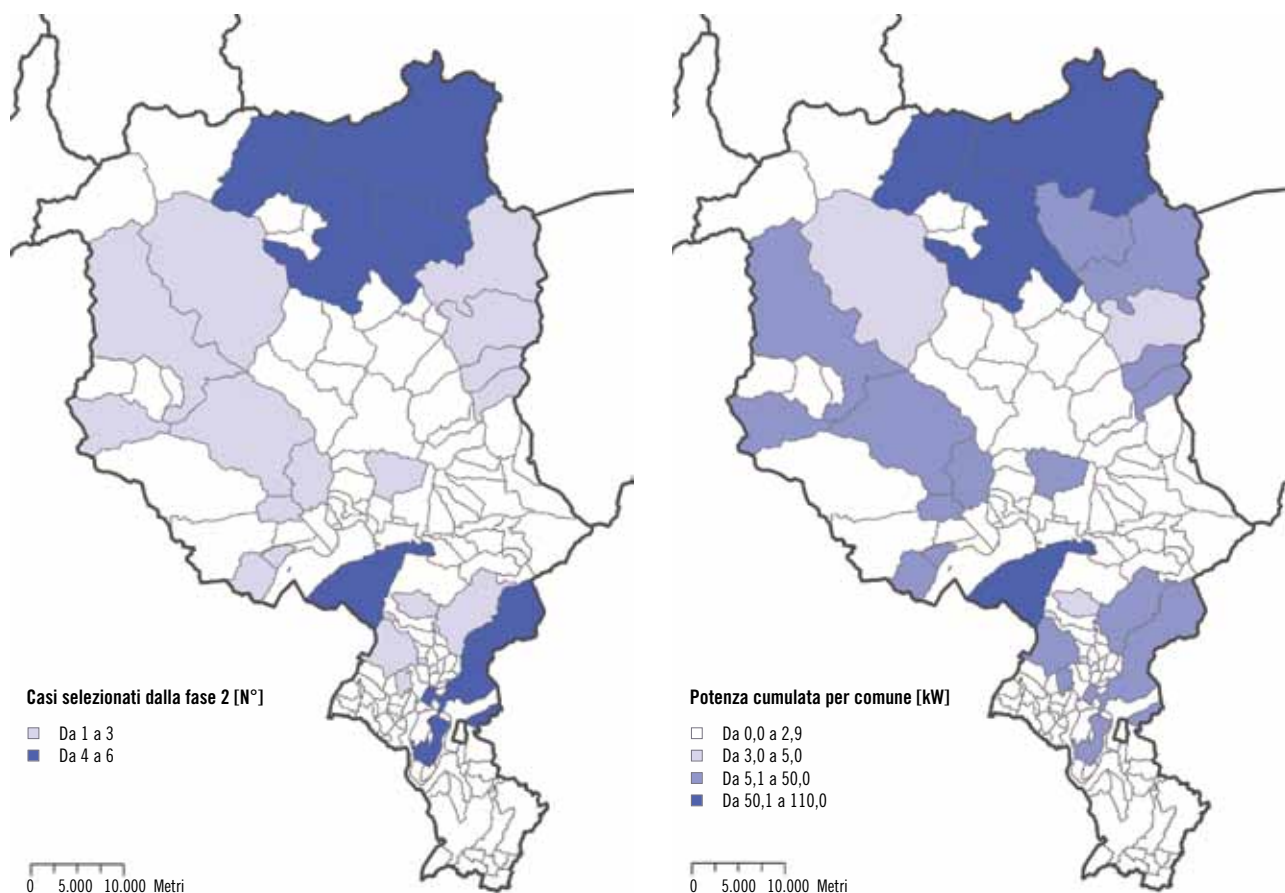 Casi selezionati dalla fase 2 [N°]
Da 1 a 3
Da 4 a 6
0 5.000 10.000 Metri
Potenza cumulata per comune [kW]
Da 0,0 a 2,9
Da 3,0 a 5,0
Da 5,1 a 50,0
Da 50,1 a 110,0
0 5.000 10.000 Metri